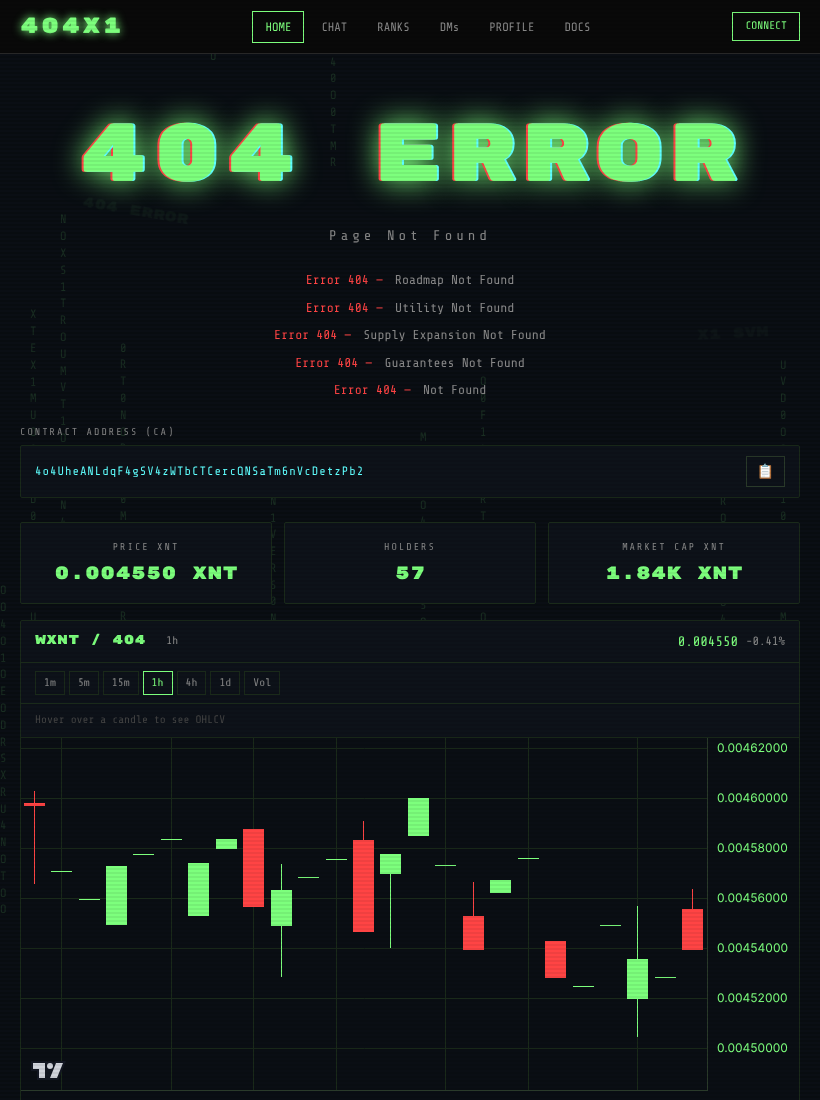 404X1
HOME CHAT RANKS DMs PROFILE DOCS CONNECT
404 ERROR
404 ERROR
Page Not Found
Error 404 — Roadmap Not Found
Error 404 — Utility Not Found
Error 404 — Supply Expansion Not Found
Error 404 — Guarantees Not Found
Error 404 — Not Found
CONTRACT ADDRESS (CA)
4o4UheANLdqF4gSV4zWTbCTCercQNSaTm6nVcDetzPb2
PRICE XNT HOLDERS MARKET CAP XNT
0.004550 XNT 57 1.84K XNT
WXNT / 404 1h 0.004550 -0.41%
1m 5m 15m 1h 4h 1d Vol
Hover over a candle to see OHLCV
0.00462000
0.00460000
0.00458000
0.00456000
0.00454000
0.00452000
0.00450000